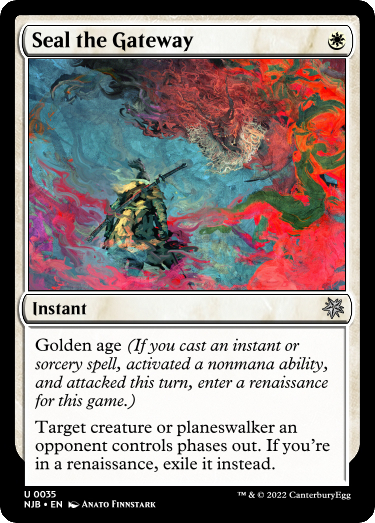 Seal the Gateway
Instant
Golden age (If you cast an instant or
sorcery spell, activated a nonmana ability,
and attacked this turn, enter a renaissance
for this game.)
Target creature or planeswalker an
opponent controls phases out. If you're
in a renaissance, exile it instead.
U 0035
NJB • EN Anato Finnstark
™ & © 2022 CanterburyEgg